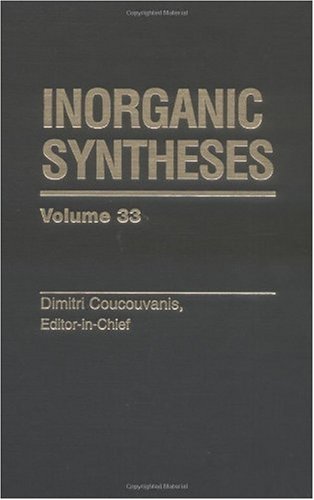 INORGANIC
SYNTHESES
Volume 33
Dimitri Coucouvanis,
Editor-in-Chief